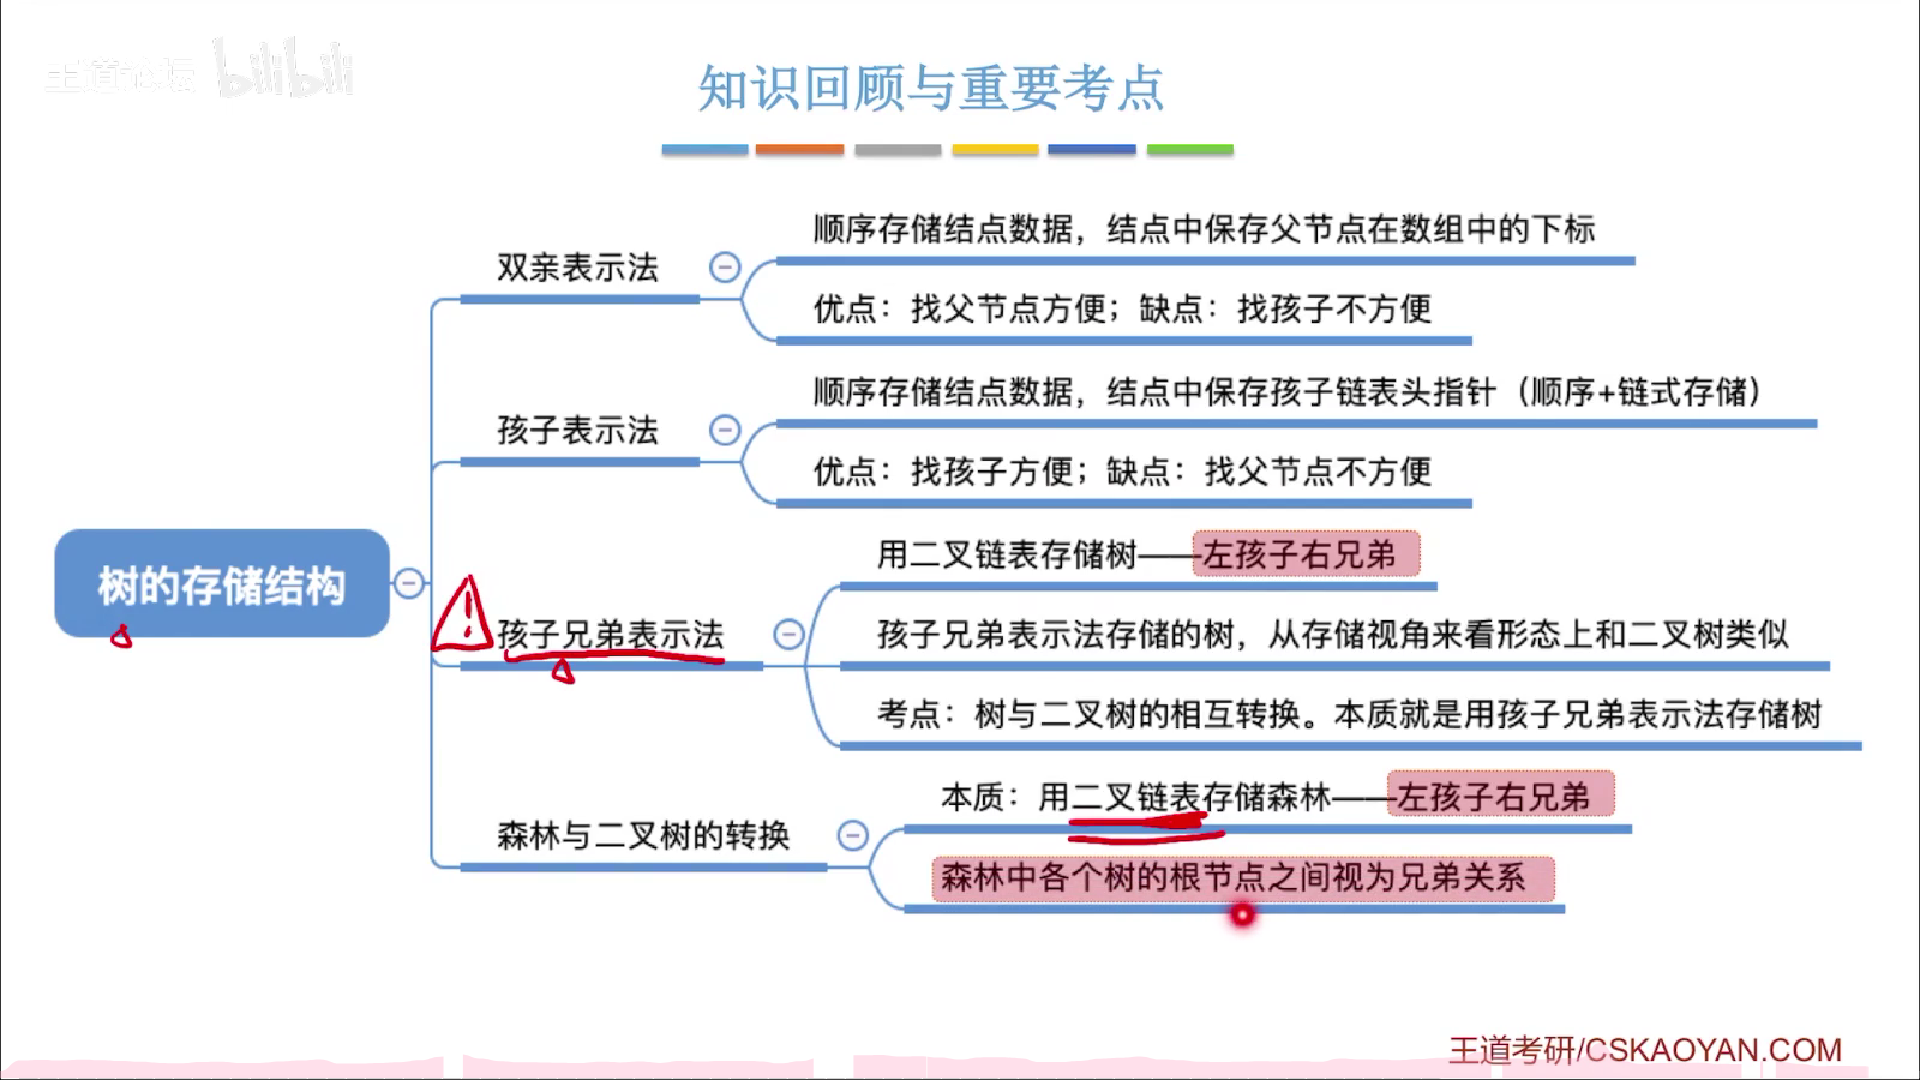 王道论坛 bilibili
知识回顾与重要考点
顺序存储结点数据，结点中保存父节点在数组中的下标
双亲表示法
优点：找父节点方便；缺点：找孩子不方便
顺序存储结点数据，结点中保存孩子链表头指针（顺序+链式存储）
孩子表示法
优点：找孩子方便；缺点：找父节点不方便
用二叉链表存储树——左孩子右兄弟
树的存储结构
孩子兄弟表示法
孩子兄弟表示法存储的树，从存储视角来看形态上和二叉树类似
考点：树与二叉树的相互转换。本质就是用孩子兄弟表示法存储树
本质：用二叉链表存储森林——左孩子右兄弟
森林与二叉树的转换
森林中各个树的根节点之间视为兄弟关系
王道考研/CSKAOYAN.COM